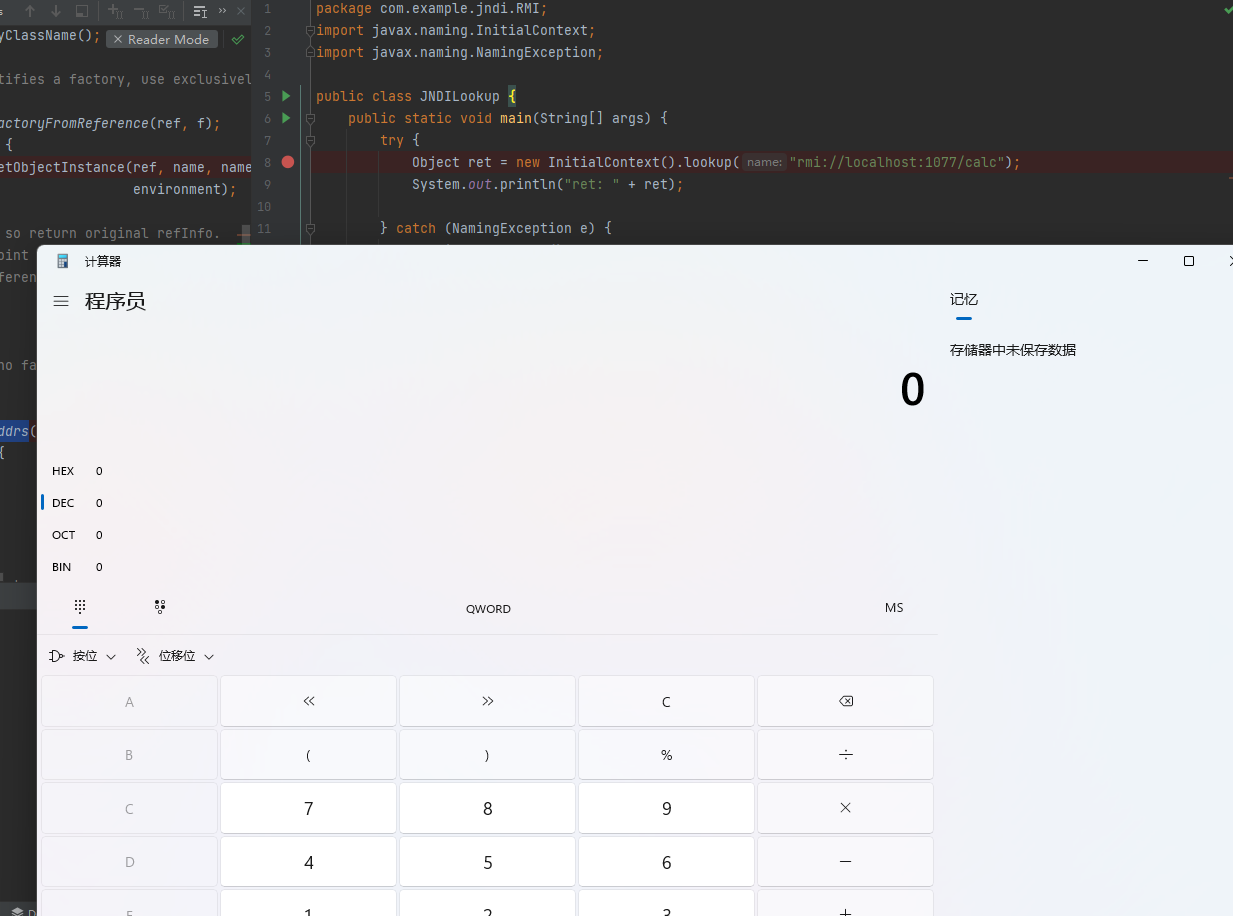 yClassName();
Reader Mode
tifies a factory, use exclusivel
actoryFromReference(ref, f);
{
etObjectInstance(ref, name, name
environment);
so return original refInfo.
oint
feren
no fa
ddrs(
{
1 package com.example.jndi.RMI;
2 import javax.naming.InitialContext;
3 import javax.naming.NamingException;
4
5 public class JNDILookup {
6 public static void main(String[] args) {
7 try {
8 Object ret = new InitialContext().lookup( name: "rmi://localhost:1077/calc");
9 System.out.println("ret: " + ret);
10
11 } catch (NamingException e) {
计算器
程序员
记忆
存储器中未保存数据
0
HEX 0
DEC 0
OCT 0
BIN 0
QWORD MS
按位 位移位
A « » C
B ( ) % ÷
C 7 8 9 ×
D 4 5 6 −
1 2 3 +